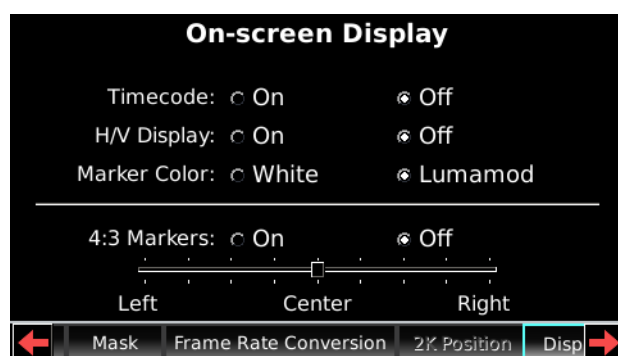 On-screen Display
Timecode: On Off
H/V Display: On Off
Marker Color: White Lumamod
4:3 Markers: On Off
Left Center Right
Mask Frame Rate Conversion 2K Position Disp